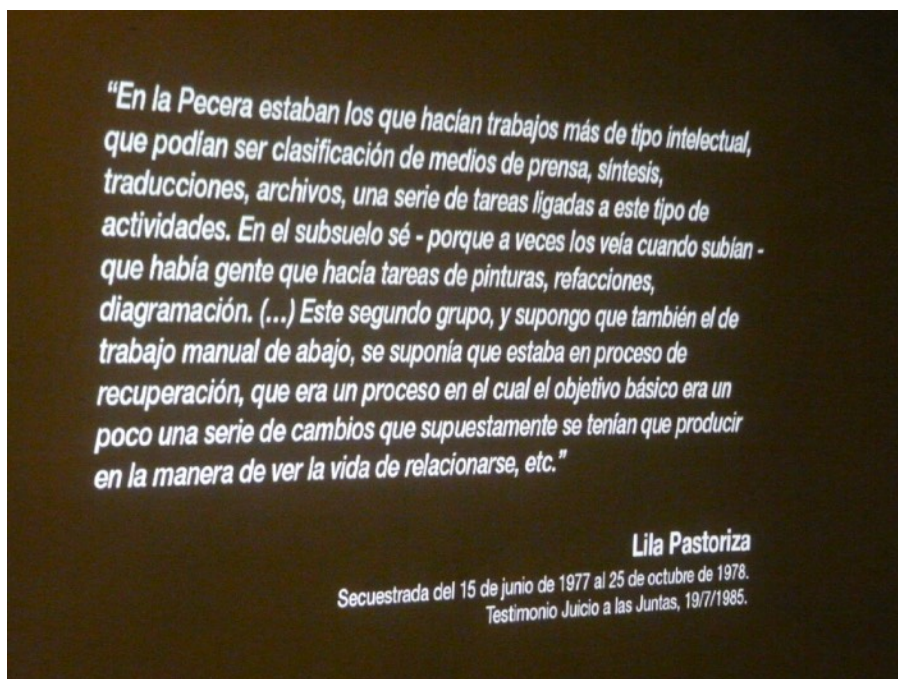 “En la Pecera estaban los que hacían trabajos más de tipo intelectual,
que podían ser clasificación de medios de prensa, síntesis,
traducciones, archivos, una serie de tareas ligadas a este tipo de
actividades. En el subsuelo sé - porque a veces los veía cuando subían -
que había gente que hacía tareas de pinturas, refacciones,
diagramación. (...) Este segundo grupo, y supongo que también el de
trabajo manual de abajo, se suponía que estaba en proceso de
recuperación, que era un proceso en el cual el objetivo básico era un
poco una serie de cambios que supuestamente se tenían que producir
en la manera de ver la vida de relacionarse, etc.”
Lila Pastoriza
Secuestrada del 15 de junio de 1977 al 25 de octubre de 1978.
Testimonio Juicio a las Juntas, 19/7/1985.